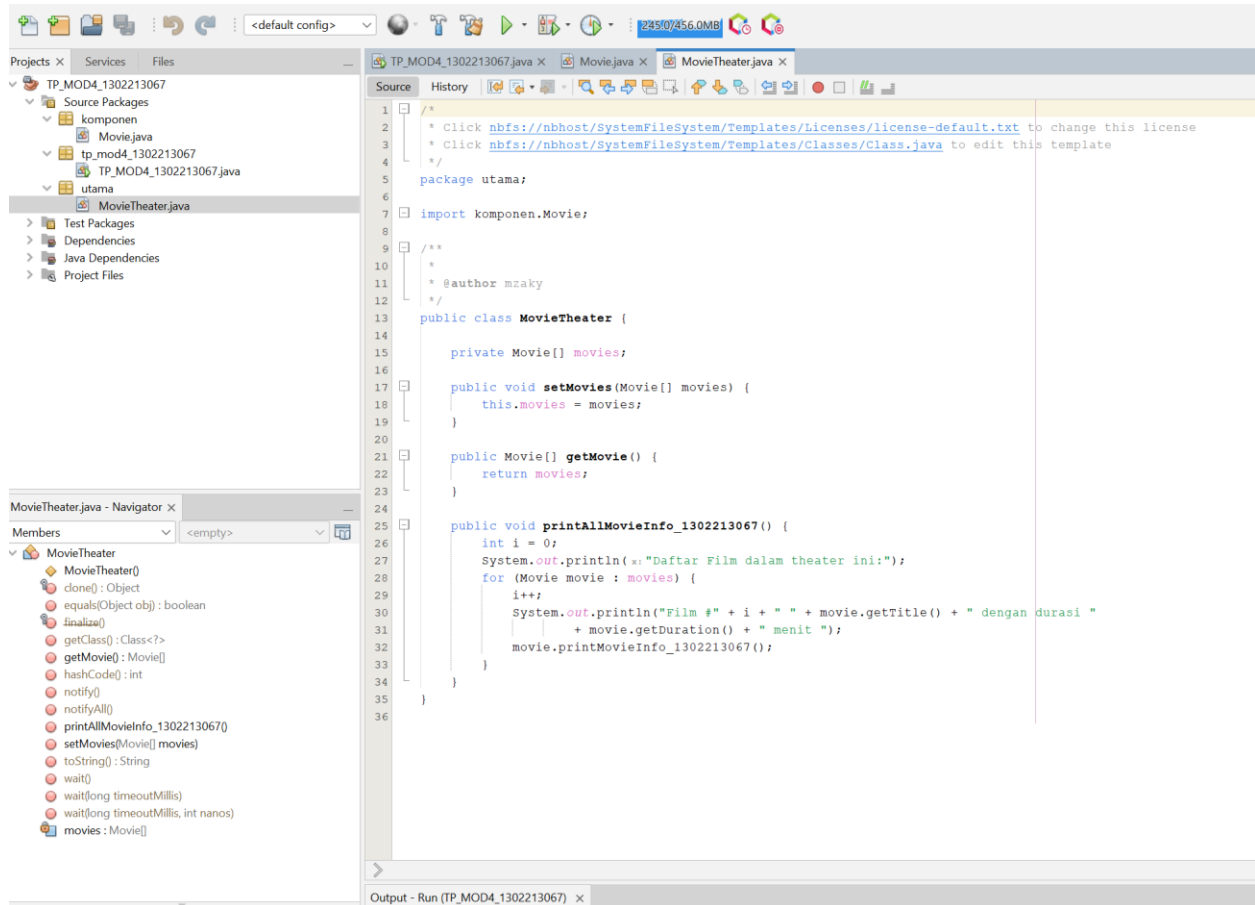 <default config>
245.0/456.0MB
Projects
Services
Files
TP_MOD4_1302213067
Source Packages
komponen
Movie.java
tp_mod4_1302213067
TP_MOD4_1302213067.java
utama
MovieTheater.java
Test Packages
Dependencies
Java Dependencies
Project Files
MovieTheater.java - Navigator
Members
<empty>
MovieTheater
MovieTheater()
clone() : Object
equals(Object obj) : boolean
finalize()
getClass() : Class<?>
getMovie() : Movie[]
hashCode() : int
notify()
notifyAll()
printAllMovieInfo_1302213067()
setMovies(Movie[] movies)
toString() : String
wait()
wait(long timeoutMillis)
wait(long timeoutMillis, int nanos)
movies : Movie[]
TP_MOD4_1302213067.java
Movie.java
MovieTheater.java
Source
History
1 /*
2 * Click nbfs://nbhost/SystemFileSystem/Templates/Licenses/license-default.txt to change this license
3 * Click nbfs://nbhost/SystemFileSystem/Templates/Classes/Class.java to edit this template
4 */
5 package utama;
6
7 import komponen.Movie;
8
9 /**
10 *
11 * @author mzaky
12 */
13 public class MovieTheater {
14
15 private Movie[] movies;
16
17 public void setMovies(Movie[] movies) {
18 this.movies = movies;
19 }
20
21 public Movie[] getMovie() {
22 return movies;
23 }
24
25 public void printAllMovieInfo_1302213067() {
26 int i = 0;
27 System.out.println(x: "Daftar Film dalam theater ini:");
28 for (Movie movie : movies) {
29 i++;
30 System.out.println("Film #" + i + " " + movie.getTitle() + " dengan durasi "
31 + movie.getDuration() + " menit ");
32 movie.printMovieInfo_1302213067();
33 }
34 }
35 }
36
Output - Run (TP_MOD4_1302213067)